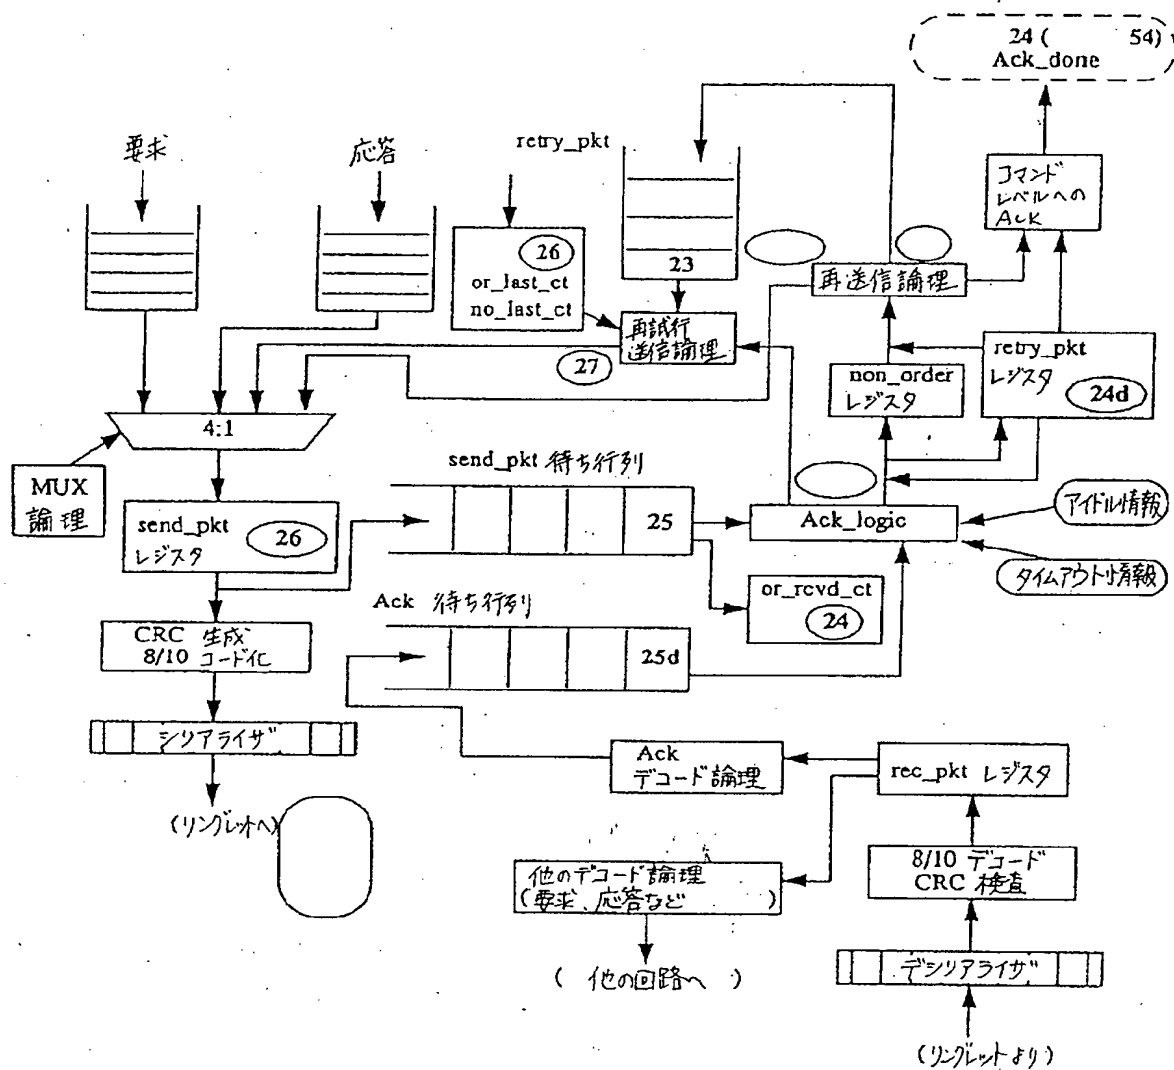 24 ( 54)
Ack_done
要求
応答
retry_pkt
コマンド
レベルへの
ACK
26
or_last_ct
no_last_ct
23
再送信論理
再試行
送信論理
27
retry_pkt
レジスタ
24d
non_order
レジスタ
4:1
MUX
論理
send_pkt
レジスタ
26
send_pkt 待ち行列
25
Ack_logic
アイドル情報
タイムアウト情報
or_rcvd_ct
24
Ack 待ち行列
25d
CRC 生成
8/10 コード化
シリアライザ
(リングレットへ)
Ack
デコード論理
rec_pkt レジスタ
他のデコード論理
(要求、応答など )
8/10 デコード
CRC 検査
( 他の回路へ )
デシリアライザ
(リングレットより)